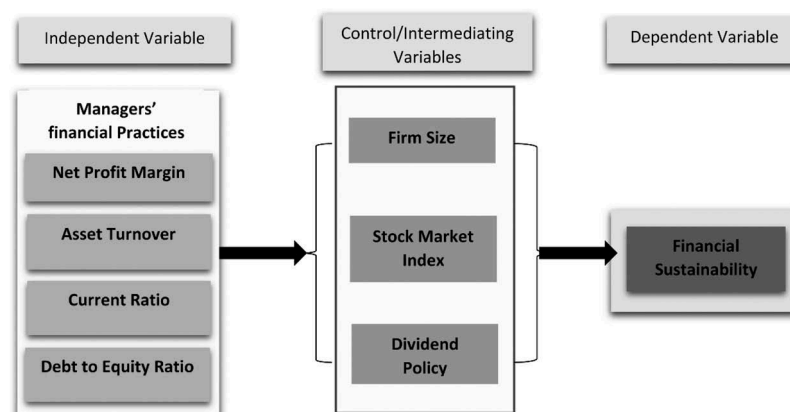 Independent Variable
Control/Intermediating
Variables
Dependent Variable
Managers’
financial Practices
Net Profit Margin
Asset Turnover
Current Ratio
Debt to Equity Ratio
Firm Size
Stock Market
Index
Dividend
Policy
Financial
Sustainability